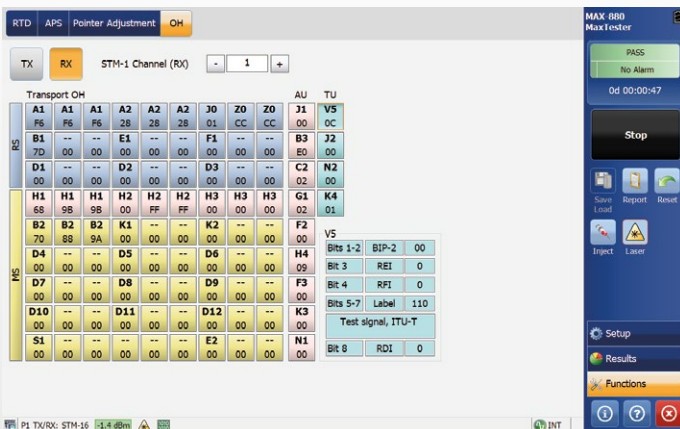 RTD APS Pointer Adjustment OH
TX RX STM-1 Channel (RX) - 1 +
Transport OH AU TU
A1 A1 A1 A2 A2 A2 J0 Z0 Z0 J1 V5
F6 F6 F6 28 28 28 01 CC CC 00 0C
B1 -- -- E1 -- -- F1 -- -- B3 J2
7D 00 00 00 00 00 00 00 00 E0 00
D1 -- -- D2 -- -- D3 -- -- C2 N2
00 00 00 00 00 00 00 00 00 02 00
H1 H1 H1 H2 H2 H2 H3 H3 H3 G1 K4
68 9B 9B 00 FF FF 00 00 00 02 01
B2 B2 B2 K1 -- -- K2 -- -- F2
70 88 9A 00 00 00 00 00 00 00
D4 -- -- D5 -- -- D6 -- -- H4
00 00 00 00 00 00 00 00 00 09
D7 -- -- D8 -- -- D9 -- -- F3
00 00 00 00 00 00 00 00 00 00
D10 -- -- D11 -- -- D12 -- -- K3
00 00 00 00 00 00 00 00 00 00
S1 -- -- -- -- -- E2 -- -- N1
00 00 00 00 00 00 00 00 00 00
RS
MS
V5
Bits 1-2 BIP-2 00
Bit 3 REI 0
Bit 4 RFI 0
Bits 5-7 Label 110
Test signal, ITU-T
Bit 8 RDI 0
P1 TX/RX: STM-16 -1.4 dBm
INT
MAX-880
MaxTester
PASS
No Alarm
0d 00:00:47
Stop
Save
Load
Report
Reset
Inject
Laser
Setup
Results
Functions